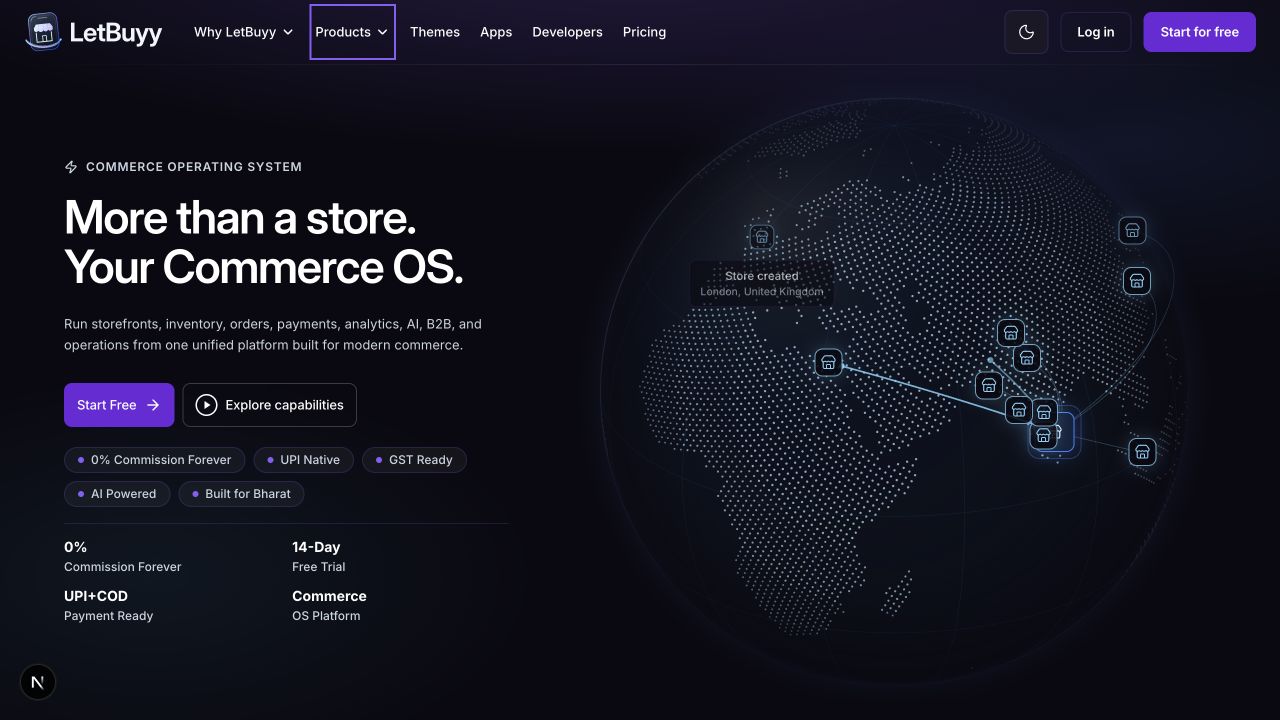 LetBuyy
Why LetBuyy
Products
Themes
Apps
Developers
Pricing
Log in
Start for free
COMMERCE OPERATING SYSTEM
More than a store.
Your Commerce OS.
Run storefronts, inventory, orders, payments, analytics, AI, B2B, and
operations from one unified platform built for modern commerce.
Start Free
Explore capabilities
0% Commission Forever
UPI Native
GST Ready
AI Powered
Built for Bharat
0%
Commission Forever
14-Day
Free Trial
UPI+COD
Payment Ready
Commerce
OS Platform
Store created
London, United Kingdom
N